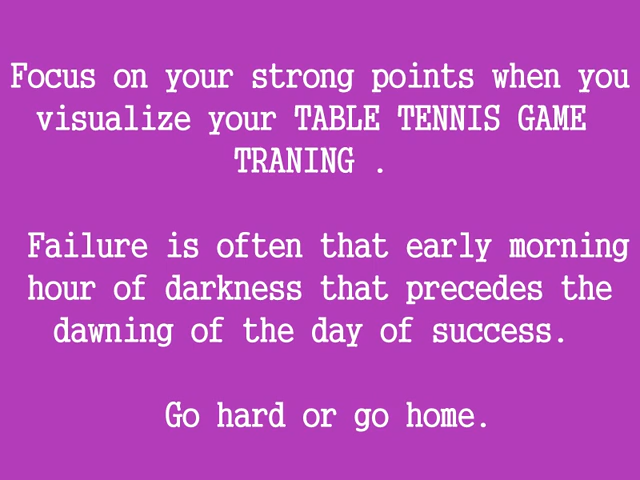 Focus on your strong points when you
visualize your TABLE TENNIS GAME
TRANING .
Failure is often that early morning
hour of darkness that precedes the
dawning of the day of success.
Go hard or go home.